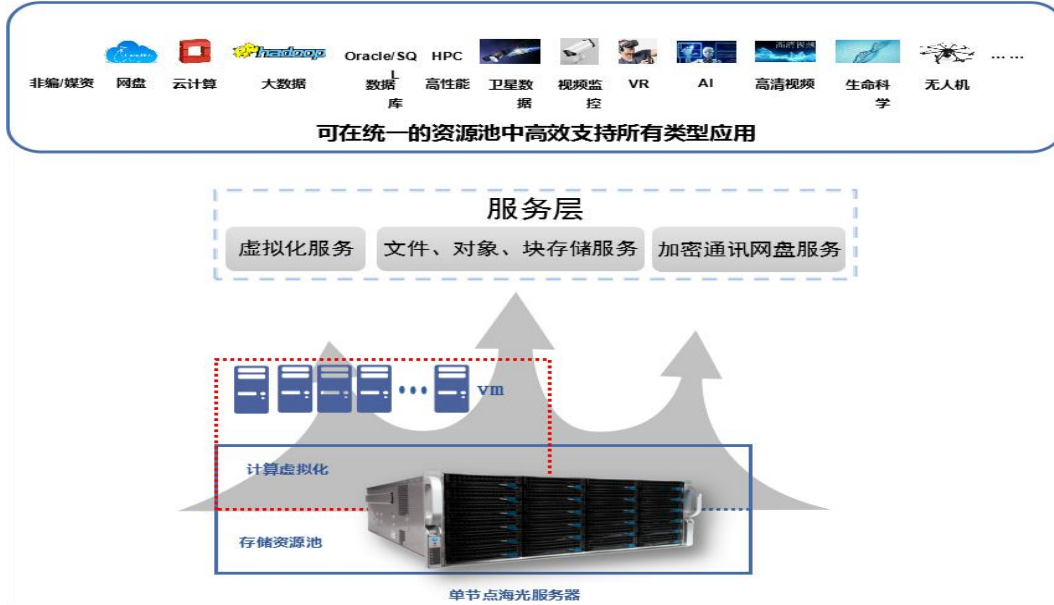 hadoop
Oracle/SQL
HPC
非编/媒资 网盘 云计算 大数据 数据库 高性能 卫星数据 视频监控 VR AI 高清视频 生命科学 无人机 ……
高清视频
可在统一的资源池中高效支持所有类型应用
服务层
虚拟化服务 文件、对象、块存储服务 加密通讯网盘服务
vm
计算虚拟化
存储资源池
单节点海光服务器